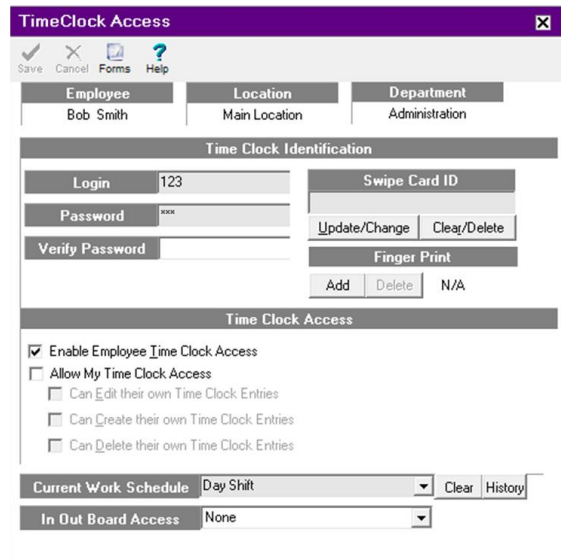 TimeClock Access
Save Cancel Forms Help
Employee Location Department
Bob Smith Main Location Administration
Time Clock Identification
Login 123 Swipe Card ID
Password ***
Update/Change Clear/Delete
Verify Password
Finger Print
Add Delete N/A
Time Clock Access
Enable Employee Time Clock Access
Allow My Time Clock Access
Can Edit their own Time Clock Entries
Can Create their own Time Clock Entries
Can Delete their own Time Clock Entries
Current Work Schedule Day Shift Clear History
In Out Board Access None